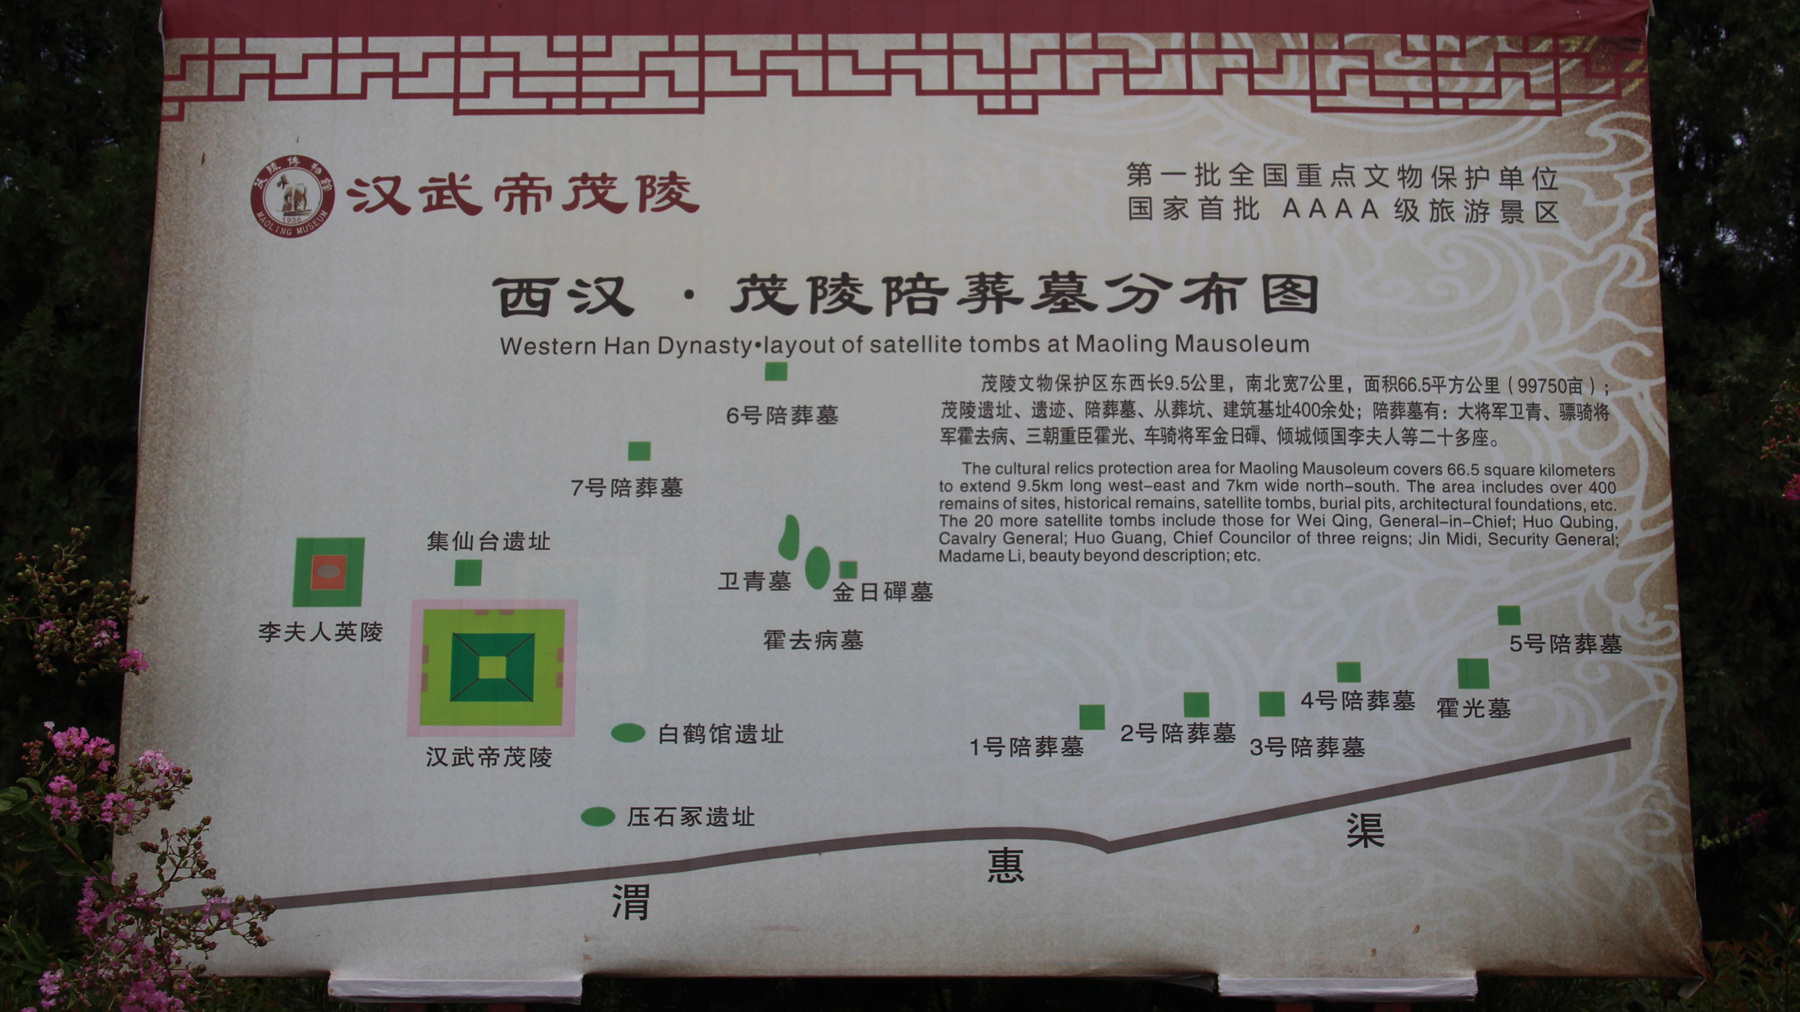 茂陵博物館
MAOLING MUSEUM
1956
汉武帝茂陵
第一批全国重点文物保护单位
国家首批 AAAA 级旅游景区
西汉 · 茂陵陪葬墓分布图
Western Han Dynasty•layout of satellite tombs at Maoling Mausoleum
茂陵文物保护区东西长9.5公里，南北宽7公里，面积66.5平方公里（99750亩）；
茂陵遗址、遗迹、陪葬墓、从葬坑、建筑基址400余处；陪葬墓有：大将军卫青、骠骑将
军霍去病、三朝重臣霍光、车骑将军金日磾、倾城倾国李夫人等二十多座。
The cultural relics protection area for Maoling Mausoleum covers 66.5 square kilometers
to extend 9.5km long west-east and 7km wide north-south. The area includes over 400
remains of sites, historical remains, satellite tombs, burial pits, architectural foundations, etc.
The 20 more satellite tombs include those for Wei Qing, General-in-Chief; Huo Qubing,
Cavalry General; Huo Guang, Chief Councilor of three reigns; Jin Midi, Security General;
Madame Li, beauty beyond description; etc.
6号陪葬墓
7号陪葬墓
集仙台遗址
李夫人英陵
卫青墓
金日磾墓
霍去病墓
汉武帝茂陵
白鹤馆遗址
压石冢遗址
1号陪葬墓
2号陪葬墓
3号陪葬墓
4号陪葬墓
霍光墓
5号陪葬墓
渭
惠
渠